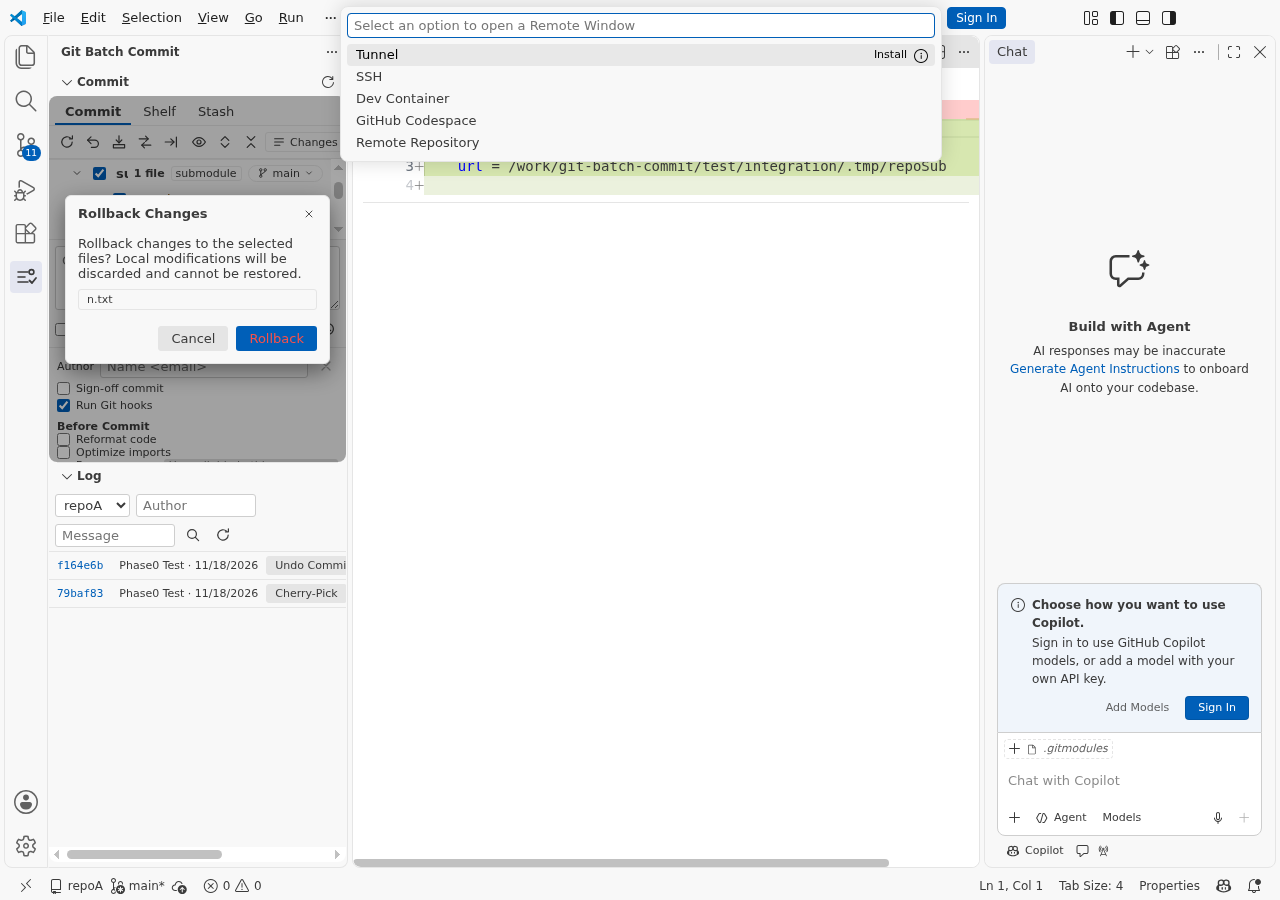 File Edit Selection View Go Run ···
Select an option to open a Remote Window
Sign In
Tunnel Install
SSH
Dev Container
GitHub Codespace
Remote Repository
Git Batch Commit
Commit
11
Commit Shelf Stash
Changes
1 file submodule main
Rollback Changes
Rollback changes to the selected
files? Local modifications will be
discarded and cannot be restored.
n.txt
Cancel Rollback
Author Name <email>
Sign-off commit
Run Git hooks
Before Commit
Reformat code
Optimize imports
Log
repoA Author
Message
f164e6b Phase0 Test · 11/18/2026 Undo Commi
79baf83 Phase0 Test · 11/18/2026 Cherry-Pick
3+ url = /work/git-batch-commit/test/integration/.tmp/repoSub
4+
Chat
Build with Agent
AI responses may be inaccurate
Generate Agent Instructions to onboard
AI onto your codebase.
Choose how you want to use
Copilot.
Sign in to use GitHub Copilot
models, or add a model with your
own API key.
Add Models Sign In
.gitmodules
Chat with Copilot
Agent Models
Copilot
repoA main* 0 0
Ln 1, Col 1 Tab Size: 4 Properties